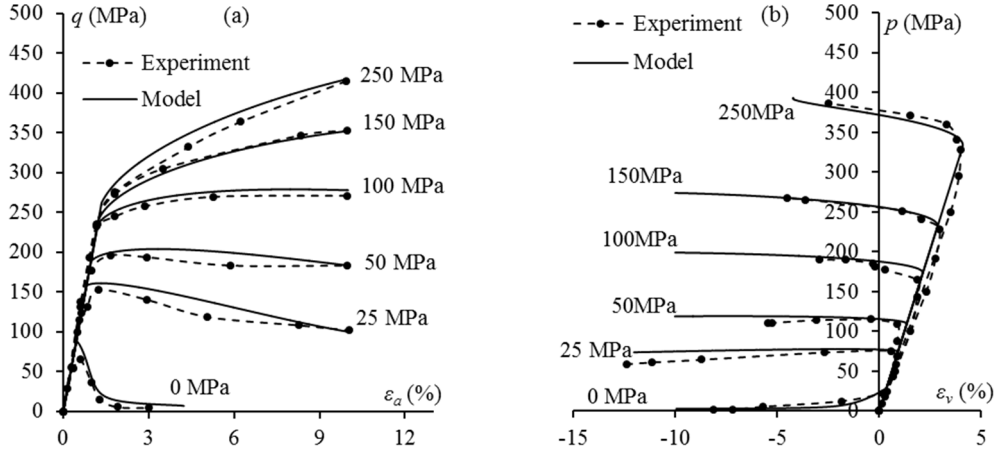 q (MPa)
(a)
500
450
400
350
300
250
200
150
100
50
0
Experiment
Model
250 MPa
150 MPa
100 MPa
50 MPa
25 MPa
0 MPa
εa (%)
0
3
6
9
12
(b)
p (MPa)
Experiment
Model
500
450
400
350
300
250
200
150
100
50
0
250MPa
150MPa
100MPa
50MPa
25 MPa
0 MPa
εv (%)
-15
-10
-5
0
5